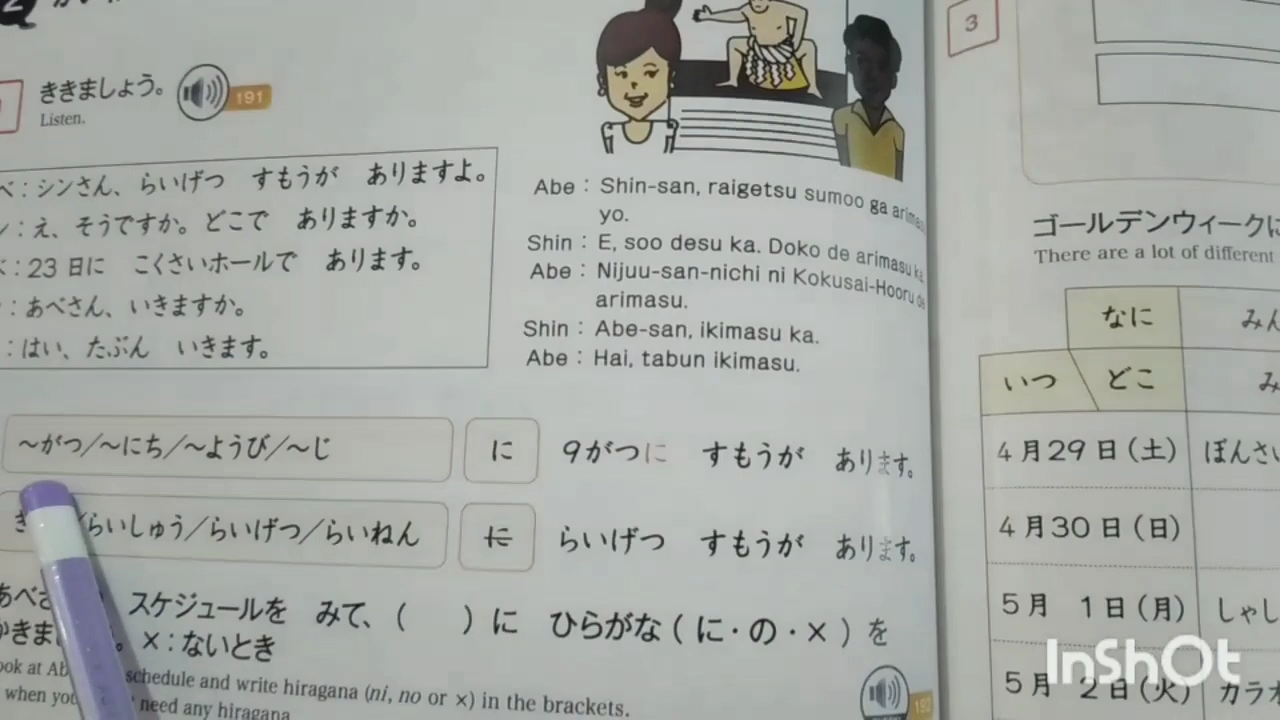 2
ききましょう。
191
Listen.
べ：シンさん、らいげつ すもうが ありますよ。
ン：え、そうですか。どこで ありますか。
べ：23日に こくさいホールで あります。
：あべさん、いきますか。
：はい、たぶん いきます。
Abe : Shin-san, raigetsu sumoo ga arimasu
yo.
Shin : E, soo desu ka. Doko de arimasu ka.
Abe : Nijuu-san-nichi ni Kokusai-Hooru de
arimasu.
Shin : Abe-san, ikimasu ka.
Abe : Hai, tabun ikimasu.
～がつ/～にち/～ようび/～じ に 9がつに すもうが あります。
/らいしゅう/らいげつ/らいねん に らいげつ すもうが あります。
スケジュールを みて、( )に ひらがな(に・の・×)を
。×：ないとき
schedule and write hiragana (ni, no or ×) in the brackets.
when need any hiragana.
192
3
ゴールデンウィークに
There are a lot of different
なに
いつ どこ
4月29日(土) ぼんさい
4月30日(日)
5月 1日(月) しゃし
5月 2日(火) カラオ
InShOt